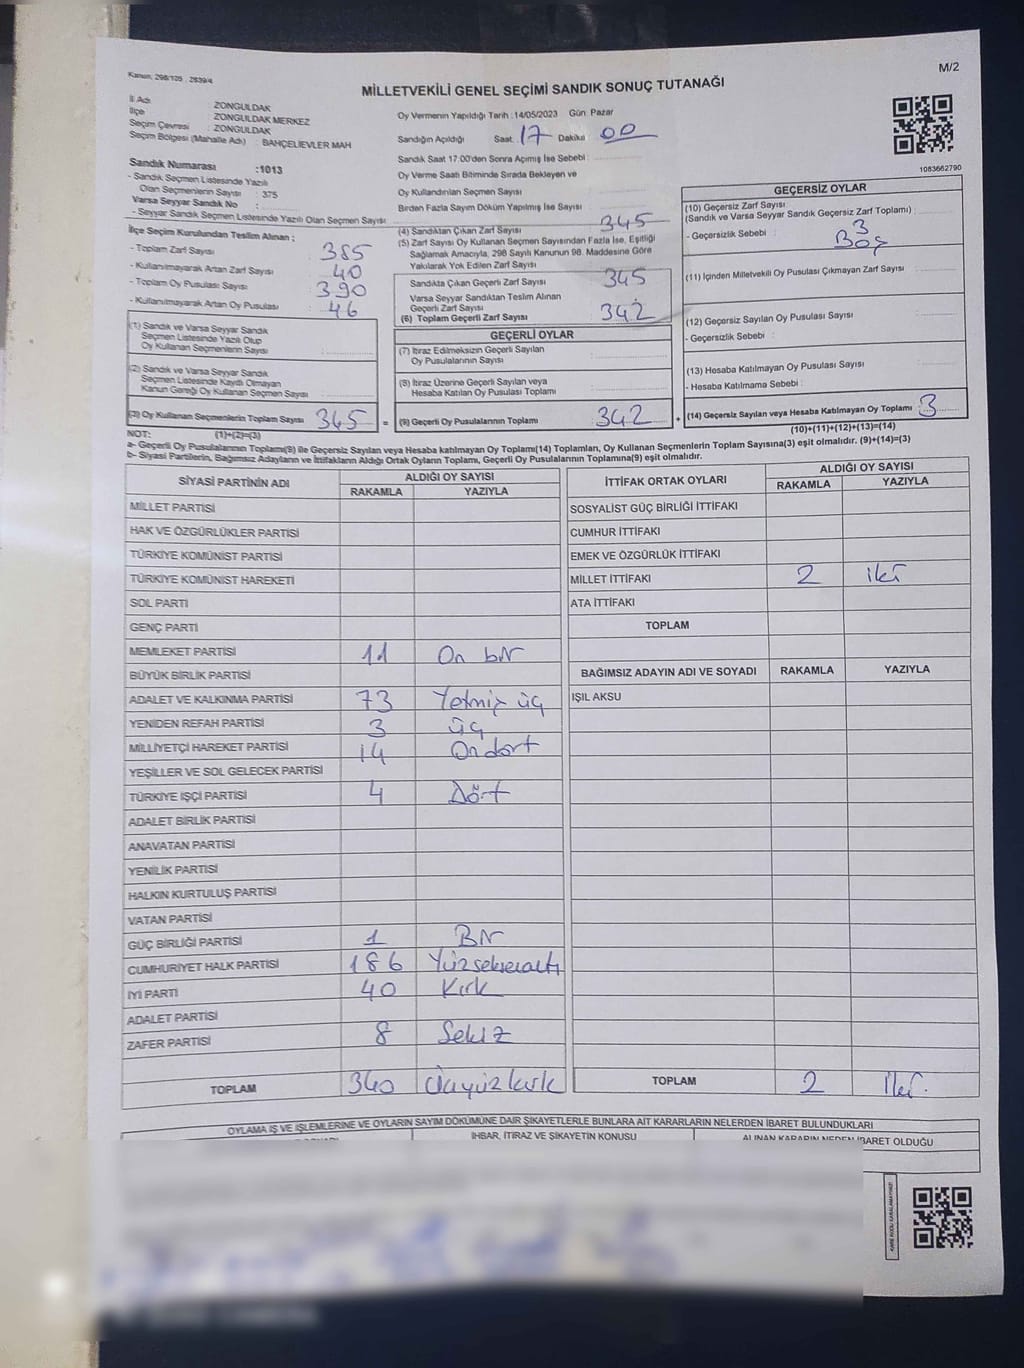 Kanun: 298/105 , 2839/4
M/2
MİLLETVEKİLİ GENEL SEÇİMİ SANDIK SONUÇ TUTANAĞI
İl Adı : ZONGULDAK
İlçe : ZONGULDAK MERKEZ
Seçim Çevresi : ZONGULDAK
Seçim Bölgesi (Mahalle Adı) : BAHÇELİEVLER MAH
Sandık Numarası :1013
- Sandık Seçmen Listesinde Yazılı
Olan Seçmenlerin Sayısı : 375
Varsa Seyyar Sandık No :
- Seyyar Sandık Seçmen Listesinde Yazılı Olan Seçmen Sayısı
İlçe Seçim Kurulundan Teslim Alınan :
- Toplam Zarf Sayısı 385
- Kullanılmayarak Artan Zarf Sayısı 40
- Toplam Oy Pusulası Sayısı 390
- Kullanılmayarak Artan Oy Pusulası 46
(1) Sandık ve Varsa Seyyar Sandık
Seçmen Listesinde Yazılı Olup
Oy Kullanan Seçmenlerin Sayısı :
(2) Sandık ve Varsa Seyyar Sandık
Seçmen Listesinde Kaydı Olmayan
Kanun Gereği Oy Kullanan Seçmen Sayısı :
(3) Oy Kullanan Seçmenlerin Toplam Sayısı 345 =
Oy Vermenin Yapıldığı Tarih :14/05/2023 Gün: Pazar
Sandığın Açıldığı Saat: 17 Dakika: 00
Sandık Saat 17:00'den Sonra Açılmış İse Sebebi :
Oy Verme Saati Bitiminde Sırada Bekleyen ve
Oy Kullandırılan Seçmen Sayısı :
Birden Fazla Sayım Döküm Yapılmış İse Sayısı :
(4) Sandıktan Çıkan Zarf Sayısı : 345
(5) Zarf Sayısı Oy Kullanan Seçmen Sayısından Fazla İse, Eşitliği
Sağlamak Amacıyla, 298 Sayılı Kanunun 98. Maddesine Göre
Yakılarak Yok Edilen Zarf Sayısı :
Sandıkta Çıkan Geçerli Zarf Sayısı : 345
Varsa Seyyar Sandıktan Teslim Alınan
Geçerli Zarf Sayısı :
(6) Toplam Geçerli Zarf Sayısı : 342
GEÇERLİ OYLAR
(7) İtiraz Edilmeksizin Geçerli Sayılan
Oy Pusulalarının Sayısı :
(8) İtiraz Üzerine Geçerli Sayılan veya
Hesaba Katılan Oy Pusulası Toplamı :
(9) Geçerli Oy Pusulalarının Toplamı : 342 +
1083662790
GEÇERSİZ OYLAR
(10) Geçersiz Zarf Sayısı
(Sandık ve Varsa Seyyar Sandık Geçersiz Zarf Toplamı) : 3
- Geçersizlik Sebebi : Boş
(11) İçinden Milletvekili Oy Pusulası Çıkmayan Zarf Sayısı :
(12) Geçersiz Sayılan Oy Pusulası Sayısı :
- Geçersizlik Sebebi :
(13) Hesaba Katılmayan Oy Pusulası Sayısı :
- Hesaba Katılmama Sebebi :
(14) Geçersiz Sayılan veya Hesaba Katılmayan Oy Toplamı : 3
NOT: (1)+(2)=(3) (10)+(11)+(12)+(13)=(14)
a- Geçerli Oy Pusulalarının Toplamı(9) ile Geçersiz Sayılan veya Hesaba katılmayan Oy Toplamı(14) Toplamları, Oy Kullanan Seçmenlerin Toplam Sayısına(3) eşit olmalıdır. (9)+(14)=(3)
b- Siyasi Partilerin, Bağımsız Adayların ve İttifakların Aldığı Ortak Oyların Toplamı, Geçerli Oy Pusulalarının Toplamına(9) eşit olmalıdır.
SİYASİ PARTİNİN ADI ALDIĞI OY SAYISI
RAKAMLA YAZIYLA
MİLLET PARTİSİ
HAK VE ÖZGÜRLÜKLER PARTİSİ
TÜRKİYE KOMÜNİST PARTİSİ
TÜRKİYE KOMÜNİST HAREKETİ
SOL PARTİ
GENÇ PARTİ
MEMLEKET PARTİSİ 11 On bir
BÜYÜK BİRLİK PARTİSİ
ADALET VE KALKINMA PARTİSİ 73 Yetmiş üç
YENİDEN REFAH PARTİSİ 3 üç
MİLLİYETÇİ HAREKET PARTİSİ 14 Ondört
YEŞİLLER VE SOL GELECEK PARTİSİ
TÜRKİYE İŞÇİ PARTİSİ 4 Dört
ADALET BİRLİK PARTİSİ
ANAVATAN PARTİSİ
YENİLİK PARTİSİ
HALKIN KURTULUŞ PARTİSİ
VATAN PARTİSİ
GÜÇ BİRLİĞİ PARTİSİ 1 Bir
CUMHURİYET HALK PARTİSİ 186 Yüzseksenaltı
İYİ PARTİ 40 Kırk
ADALET PARTİSİ
ZAFER PARTİSİ 8 Sekiz
TOPLAM 340 Üçyüzkırk
İTTİFAK ORTAK OYLARI ALDIĞI OY SAYISI
RAKAMLA YAZIYLA
SOSYALİST GÜÇ BİRLİĞİ İTTİFAKI
CUMHUR İTTİFAKI
EMEK VE ÖZGÜRLÜK İTTİFAKI
MİLLET İTTİFAKI 2 iki
ATA İTTİFAKI
TOPLAM
BAĞIMSIZ ADAYIN ADI VE SOYADI RAKAMLA YAZIYLA
IŞIL AKSU
TOPLAM 2 İki.
OYLAMA İŞ VE İŞLEMLERİNE VE OYLARIN SAYIM DÖKÜMÜNE DAİR ŞİKAYETLERLE BUNLARA AİT KARARLARIN NELERDEN İBARET BULUNDUKLARI
İHBAR, İTİRAZ VE ŞİKAYETİN KONUSU
ALINAN KARARIN NEDEN İBARET OLDUĞU
KARE KODU KARALAMAYINIZ!